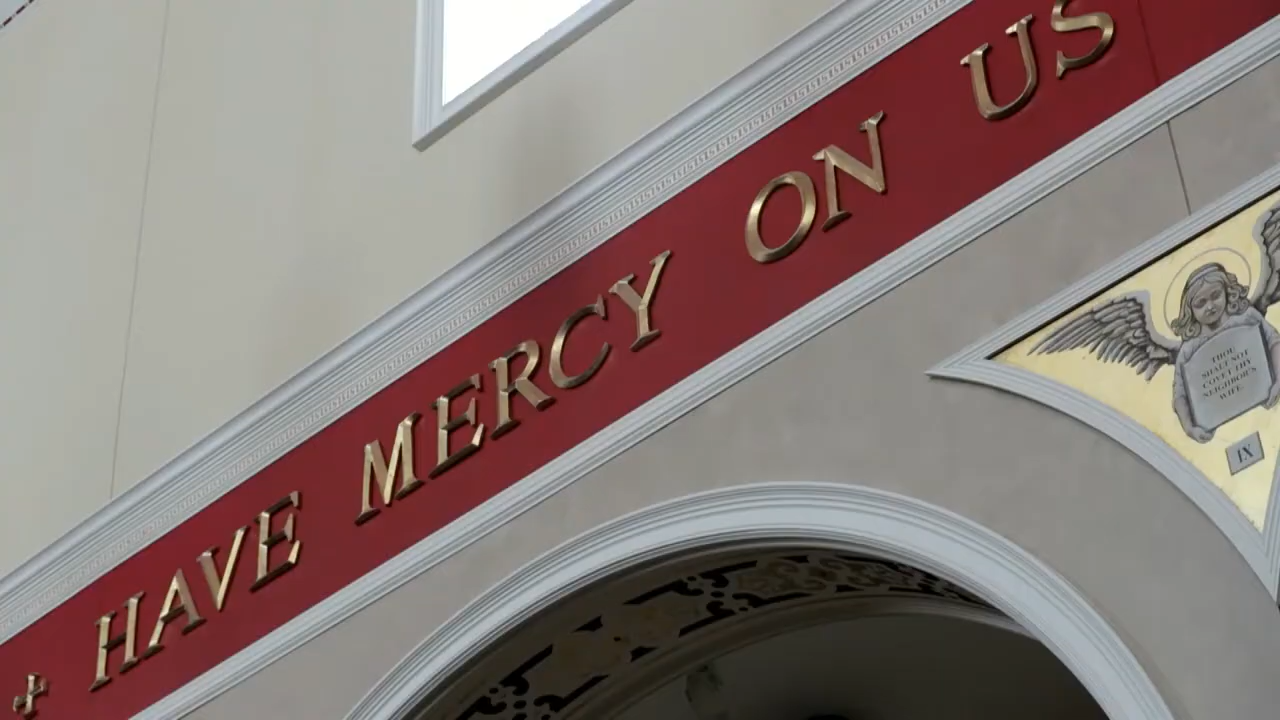 HAVE MERCY ON US
THOU
SHALT NOT
COVET THY
NEIGHBOR'S
WIFE
IX